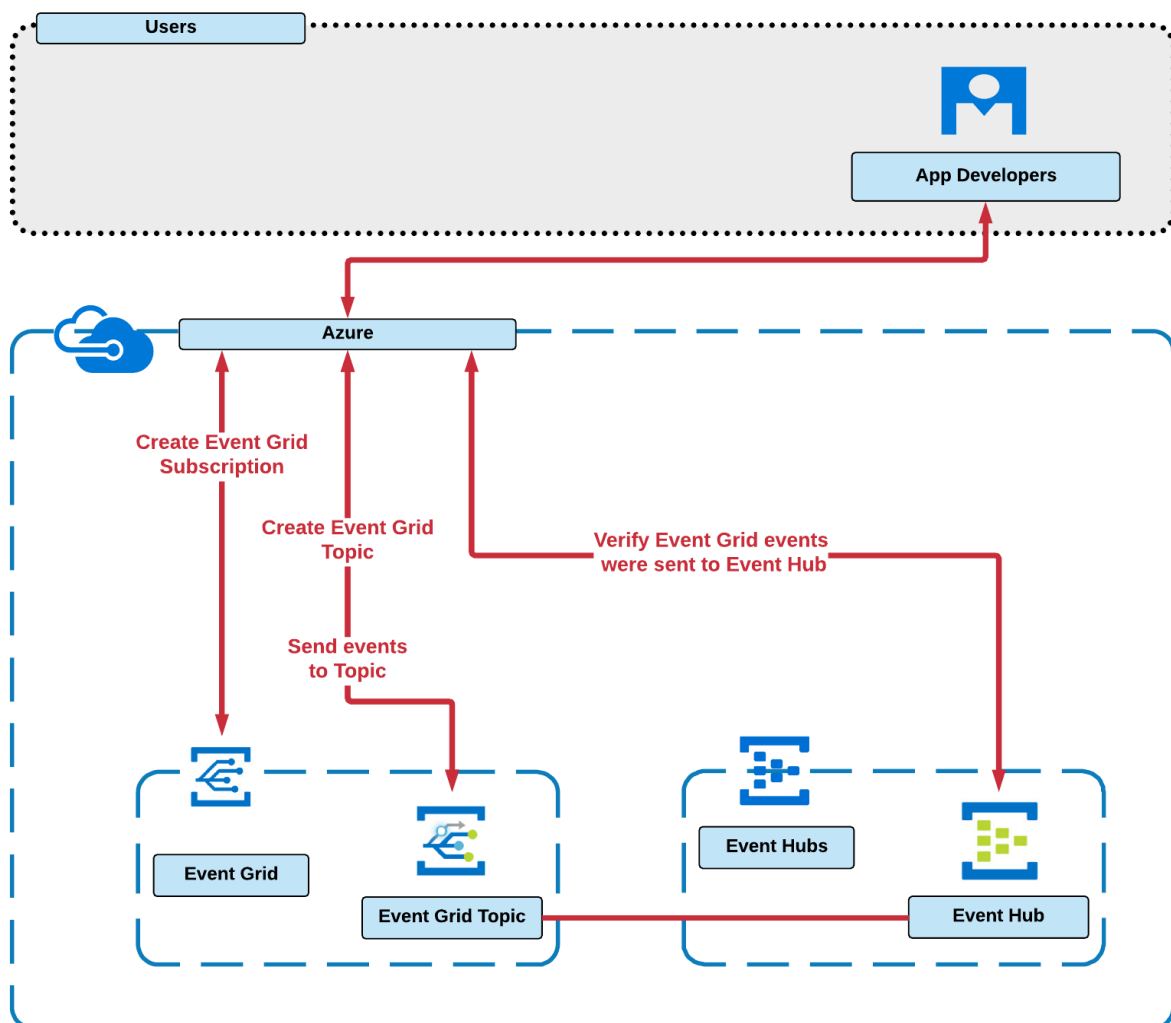 Users
App Developers
Azure
Create Event Grid
Subscription
Create Event Grid
Topic
Verify Event Grid events
were sent to Event Hub
Send events
to Topic
Event Hubs
Event Grid
Event Grid Topic
Event Hub